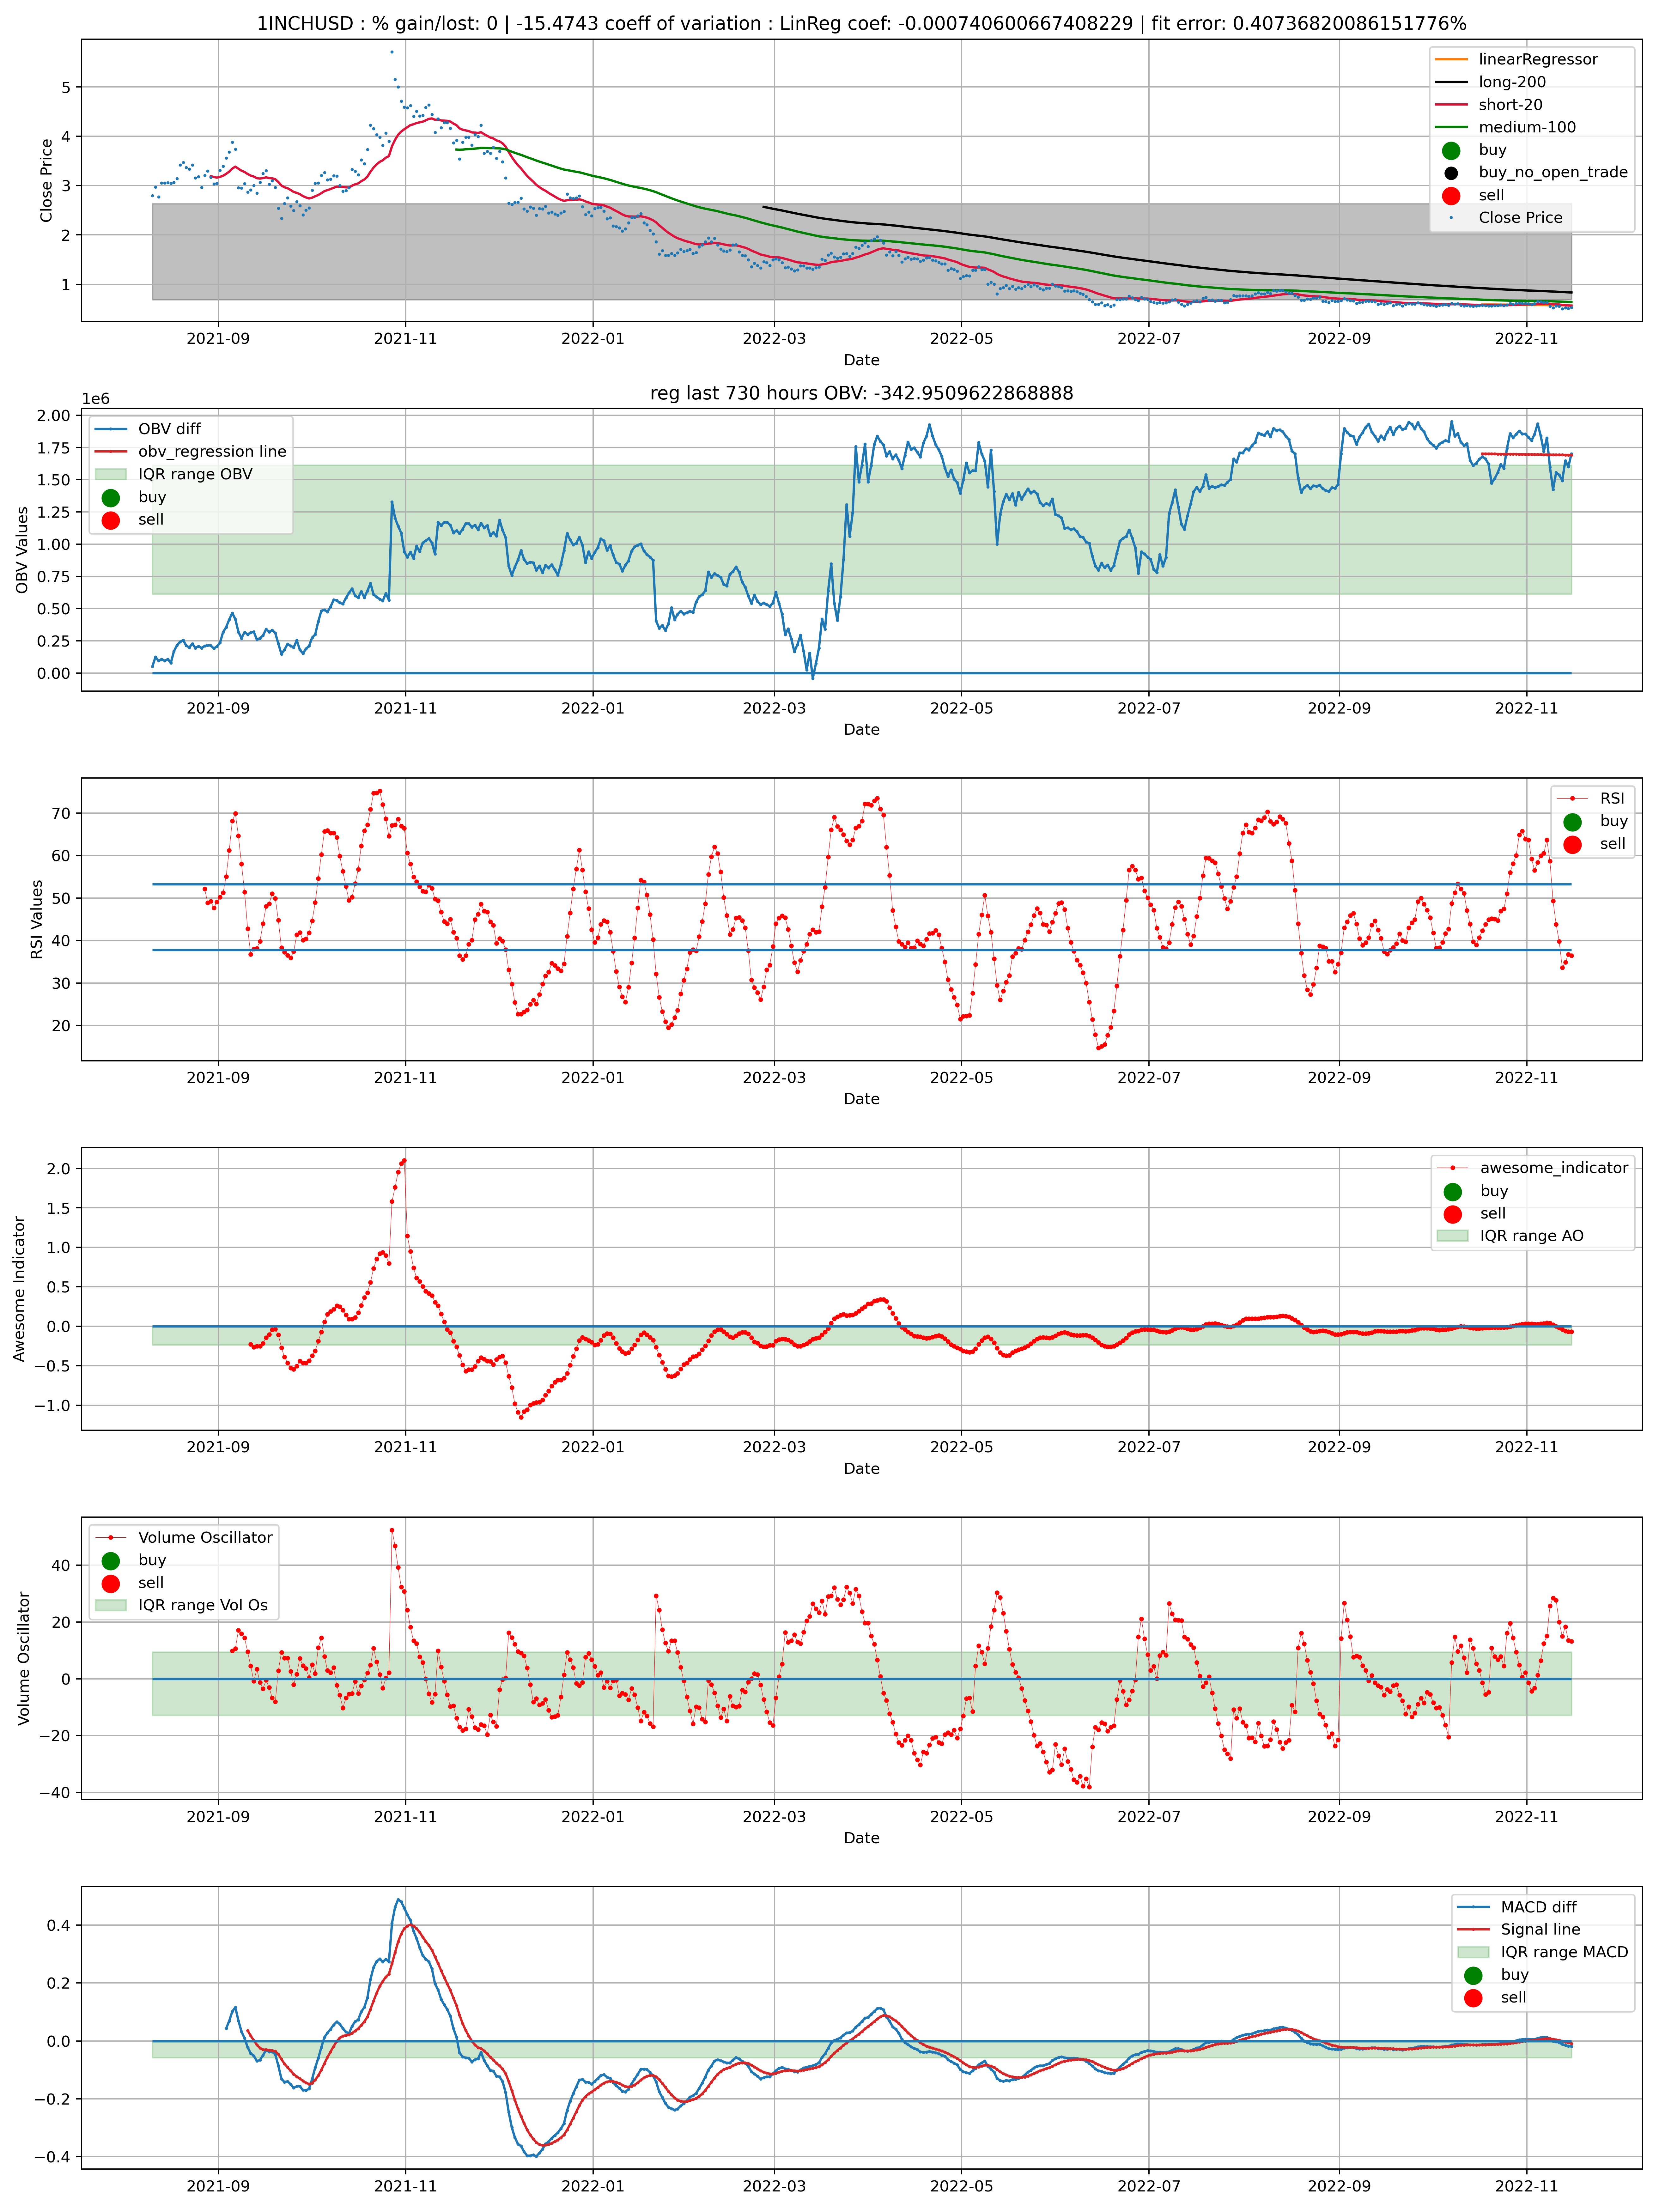 1INCHUSD : % gain/lost: 0 | -15.4743 coeff of variation : LinReg coef: -0.000740600667408229 | fit error: 0.40736820086151776%
linearRegressor
long-200
short-20
medium-100
buy
buy_no_open_trade
sell
Close Price
Close Price
5
4
3
2
1
2021-09 2021-11 2022-01 2022-03 2022-05 2022-07 2022-09 2022-11
Date
reg last 730 hours OBV: -342.9509622868888
1e6
OBV diff
obv_regression line
IQR range OBV
buy
sell
OBV Values
2.00
1.75
1.50
1.25
1.00
0.75
0.50
0.25
0.00
2021-09 2021-11 2022-01 2022-03 2022-05 2022-07 2022-09 2022-11
Date
RSI
buy
sell
RSI Values
70
60
50
40
30
20
2021-09 2021-11 2022-01 2022-03 2022-05 2022-07 2022-09 2022-11
Date
awesome_indicator
buy
sell
IQR range AO
Awesome Indicator
2.0
1.5
1.0
0.5
0.0
−0.5
−1.0
2021-09 2021-11 2022-01 2022-03 2022-05 2022-07 2022-09 2022-11
Date
Volume Oscillator
buy
sell
IQR range Vol Os
Volume Oscillator
40
20
0
−20
−40
2021-09 2021-11 2022-01 2022-03 2022-05 2022-07 2022-09 2022-11
Date
MACD diff
Signal line
IQR range MACD
buy
sell
0.4
0.2
0.0
−0.2
−0.4
2021-09 2021-11 2022-01 2022-03 2022-05 2022-07 2022-09 2022-11